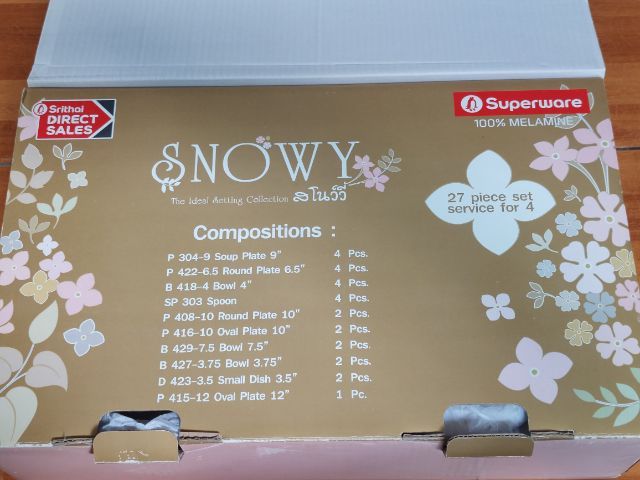 Srithai
DIRECT
SALES
Superware
100% MELAMINE
SNOWY
The Ideal Setting Collection สโนว์วี่
27 piece set
service for 4
Compositions :
P 304-9 Soup Plate 9" 4 Pcs.
P 422-6.5 Round Plate 6.5" 4 Pcs.
B 418-4 Bowl 4" 4 Pcs.
SP 303 Spoon 4 Pcs.
P 408-10 Round Plate 10" 2 Pcs.
P 416-10 Oval Plate 10" 2 Pcs.
B 429-7.5 Bowl 7.5" 2 Pcs.
B 427-3.75 Bowl 3.75" 2 Pcs.
D 423-3.5 Small Dish 3.5" 2 Pcs.
P 415-12 Oval Plate 12" 1 Pc.